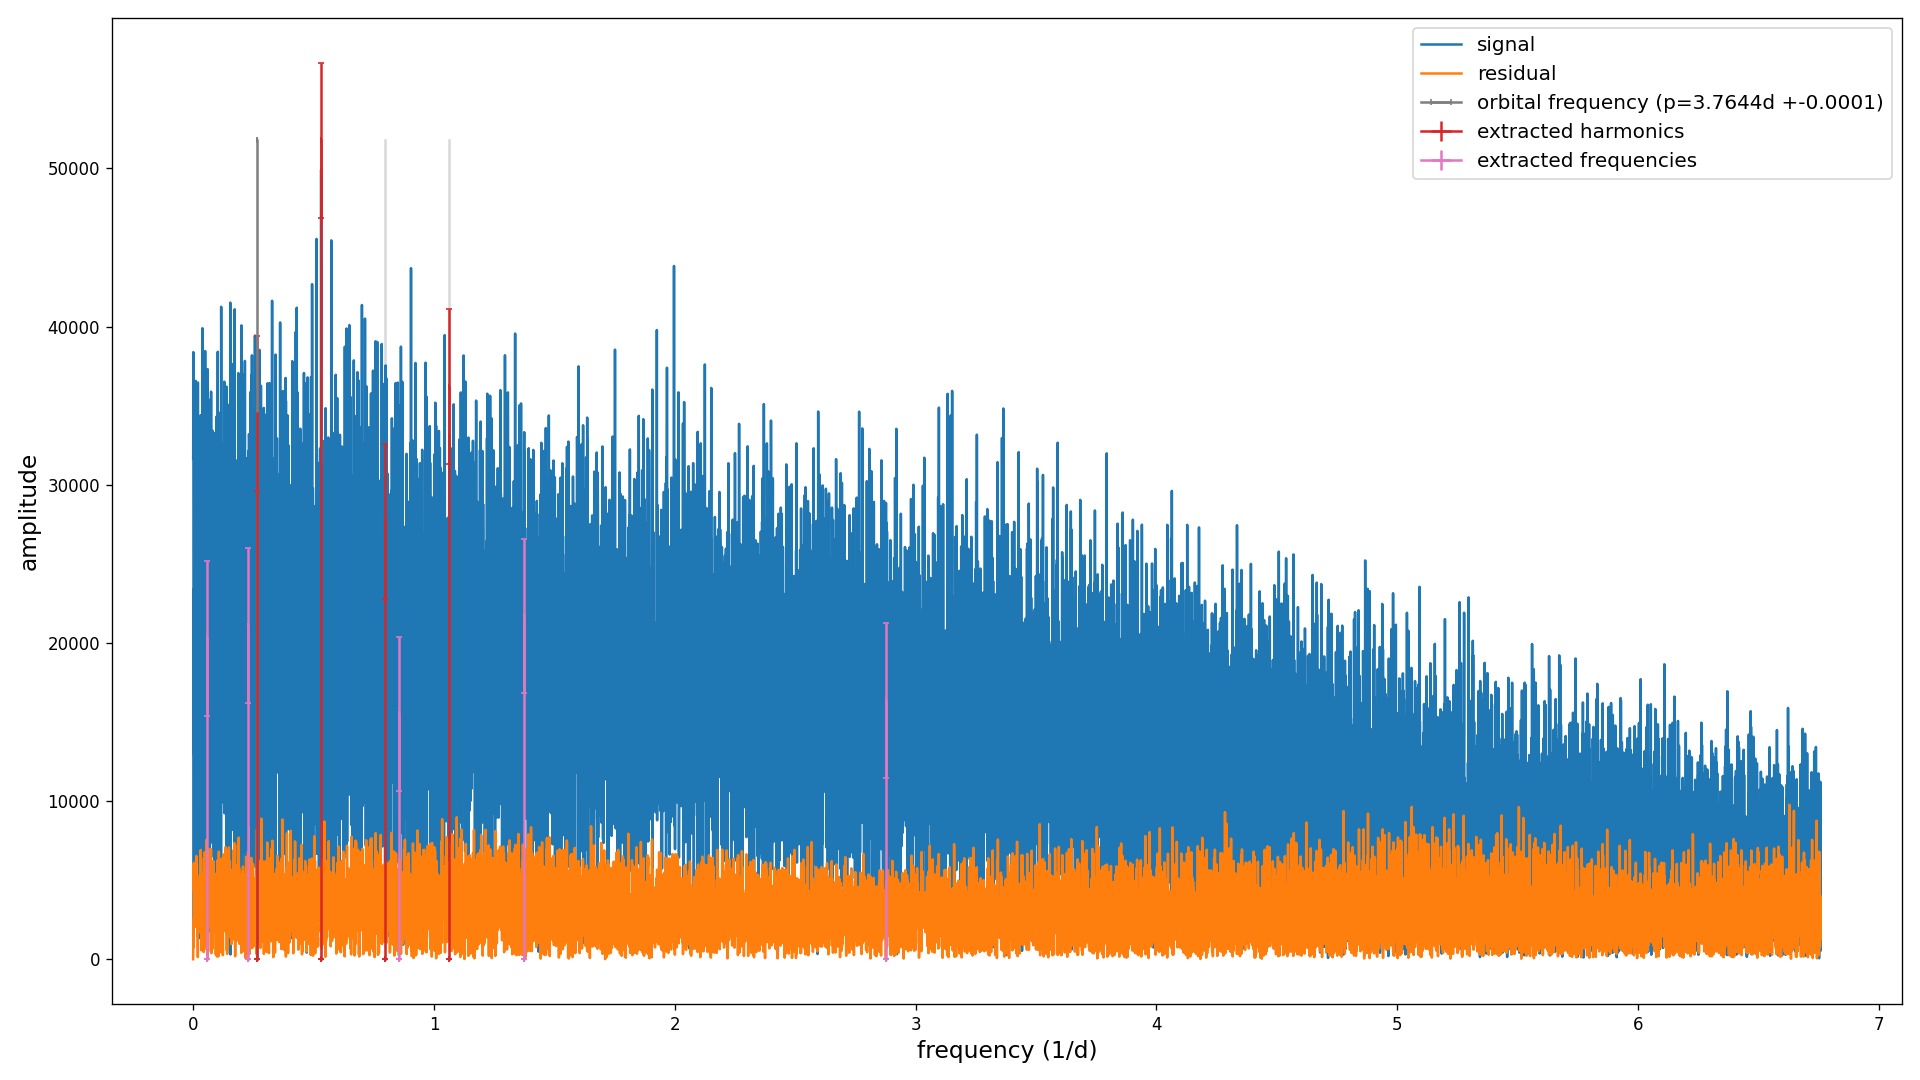 signal
residual
orbital frequency (p=3.7644d +-0.0001)
extracted harmonics
extracted frequencies
50000
40000
30000
20000
10000
0
amplitude
0 1 2 3 4 5 6 7
frequency (1/d)